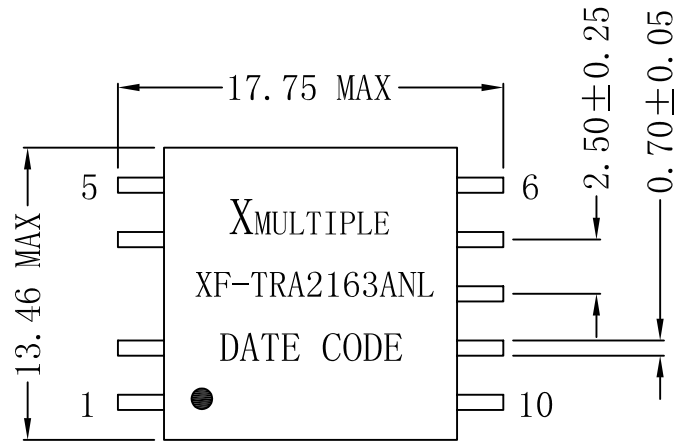 17.75 MAX
2.50±0.25
0.70±0.05
13.46 MAX
5
6
XMULTIPLE
XF-TRA2163ANL
DATE CODE
1
10